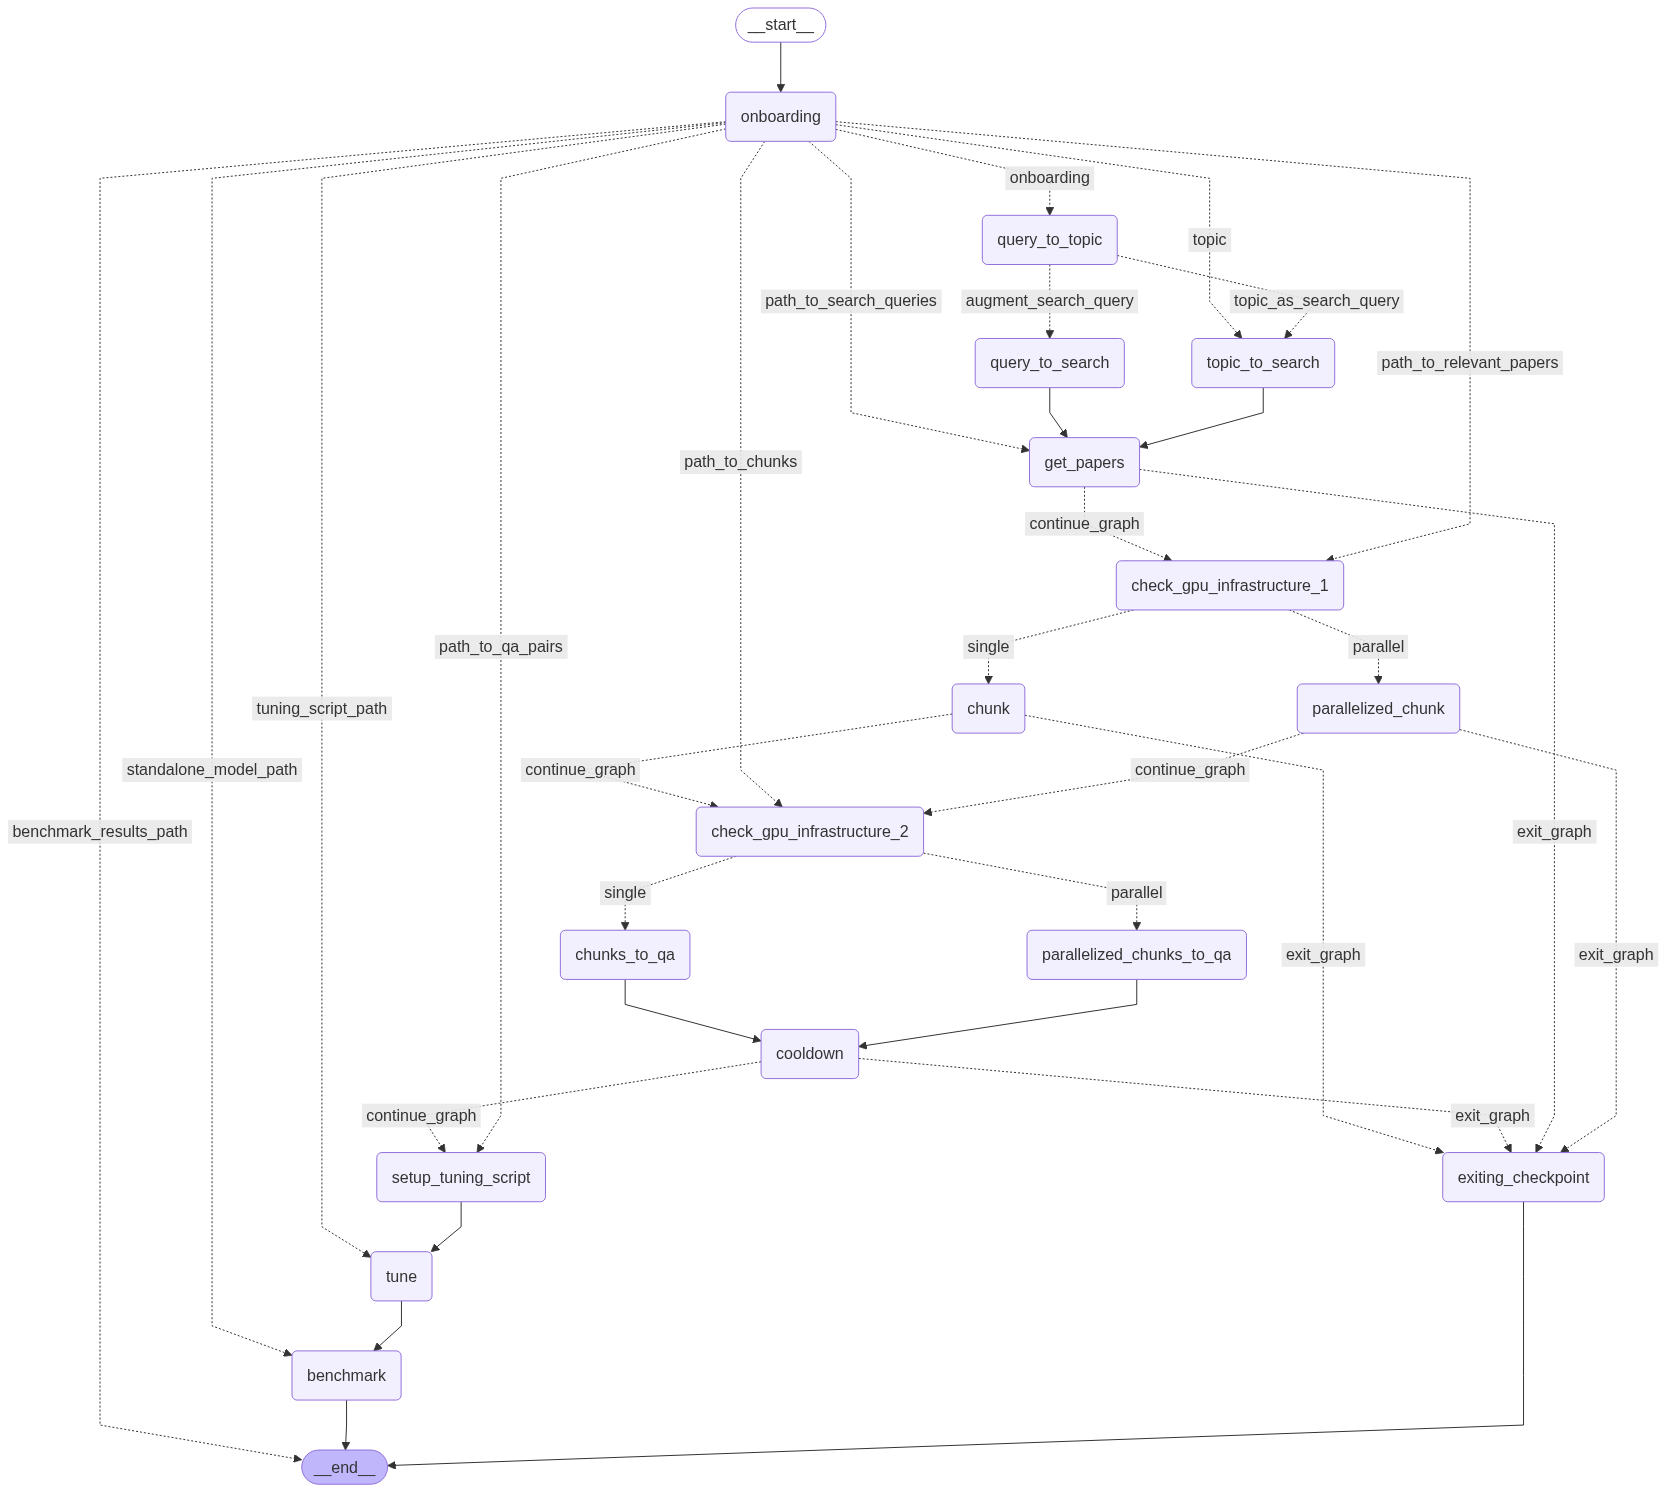 __start__
onboarding
onboarding
query_to_topic
topic
path_to_search_queries
augment_search_query
topic_as_search_query
query_to_search
topic_to_search
path_to_relevant_papers
path_to_chunks
get_papers
continue_graph
check_gpu_infrastructure_1
path_to_qa_pairs
single
parallel
tuning_script_path
chunk
parallelized_chunk
standalone_model_path
continue_graph
continue_graph
benchmark_results_path
check_gpu_infrastructure_2
exit_graph
single
parallel
chunks_to_qa
parallelized_chunks_to_qa
exit_graph
exit_graph
cooldown
continue_graph
exit_graph
setup_tuning_script
exiting_checkpoint
tune
benchmark
__end__